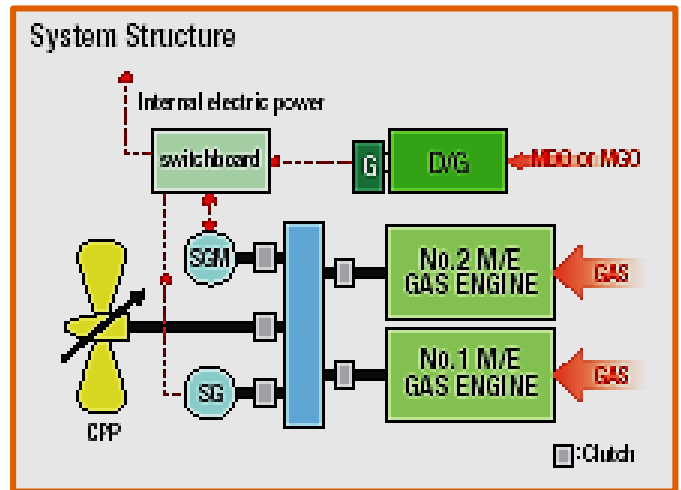 System Structure
Internal electric power
switchboard
G
D/G
MDO or MGO
SGM
No.2 M/E
GAS ENGINE
GAS
No.1 M/E
GAS ENGINE
GAS
SG
CPP
:Clutch